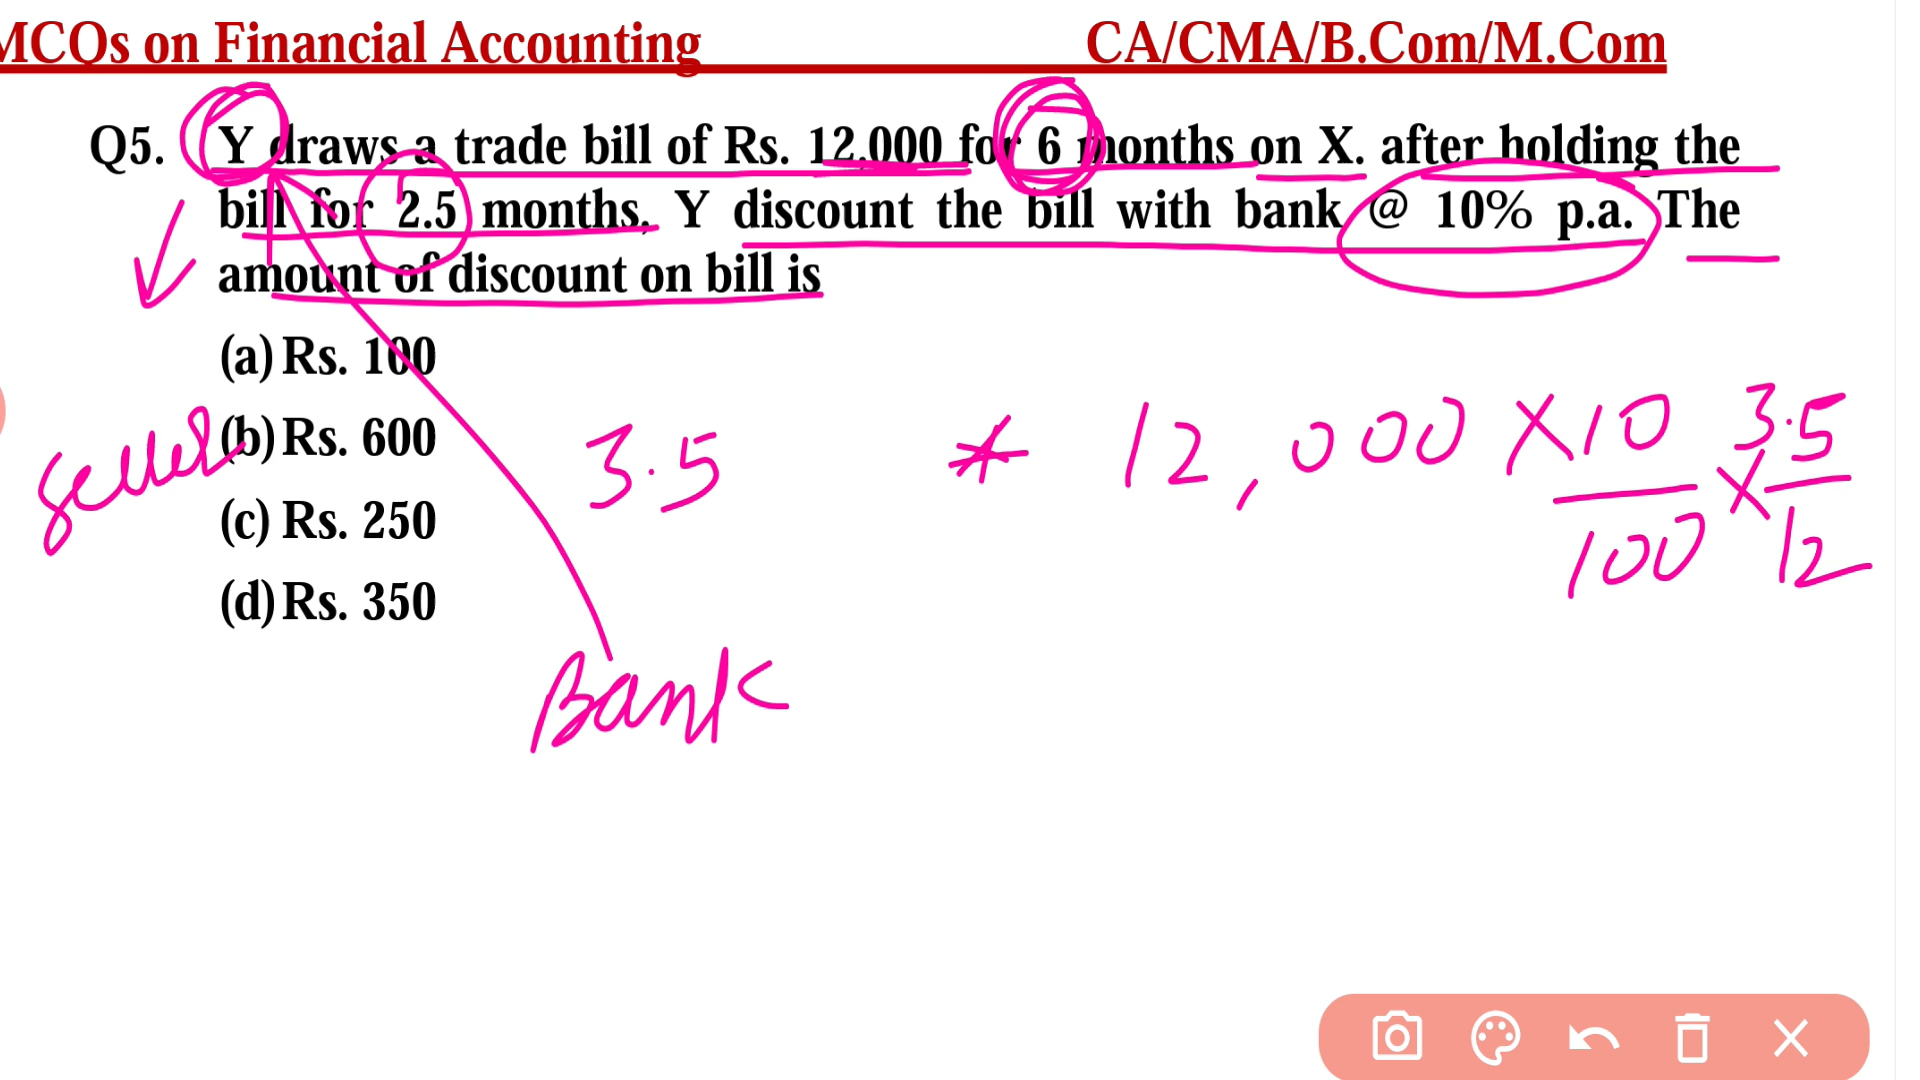 MCQs on Financial Accounting CA/CMA/B.Com/M.Com
Q5. Y draws a trade bill of Rs. 12,000 for 6 months on X. after holding the
bill for 2.5 months, Y discount the bill with bank @ 10% p.a. The
amount of discount on bill is
(a) Rs. 100
(b) Rs. 600
(c) Rs. 250
(d) Rs. 350
3.5
* 12,000 × 10/100 × 3.5/12
Bank